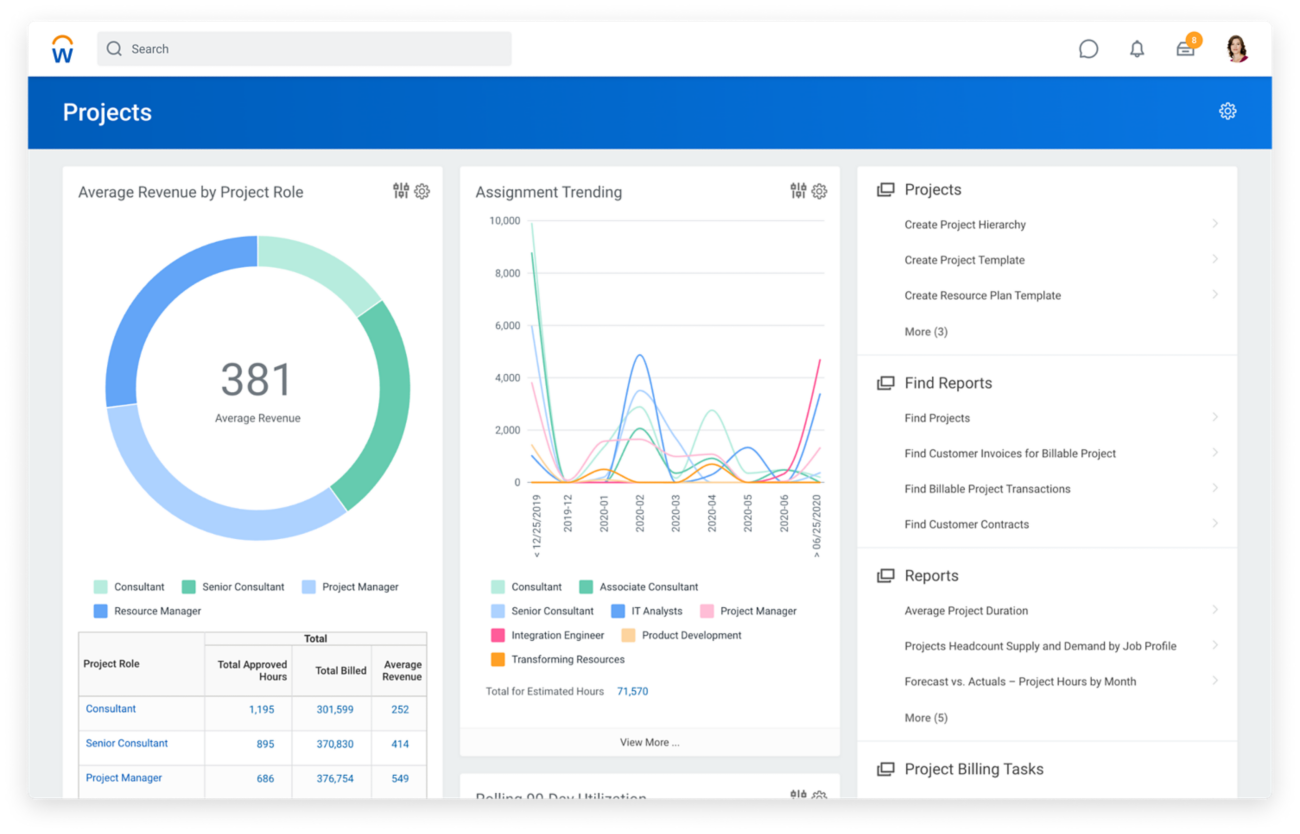 W
Search
8
Projects
Average Revenue by Project Role
381
Average Revenue
Consultant
Senior Consultant
Project Manager
Resource Manager
Total
Project Role
Total Approved
Hours
Total Billed
Average
Revenue
Consultant
1,195
301,599
252
Senior Consultant
895
370,830
414
Project Manager
686
376,754
549
Assignment Trending
10,000
8,000
6,000
4,000
2,000
0
< 12/25/2019
2019-12
2020-01
2020-02
2020-03
2020-04
2020-05
2020-06
> 06/25/2020
Consultant
Associate Consultant
Senior Consultant
IT Analysts
Project Manager
Integration Engineer
Product Development
Transforming Resources
Total for Estimated Hours 71,570
View More ...
Rolling 90 Day Utilization
Projects
Create Project Hierarchy
Create Project Template
Create Resource Plan Template
More (3)
Find Reports
Find Projects
Find Customer Invoices for Billable Project
Find Billable Project Transactions
Find Customer Contracts
Reports
Average Project Duration
Projects Headcount Supply and Demand by Job Profile
Forecast vs. Actuals – Project Hours by Month
More (5)
Project Billing Tasks